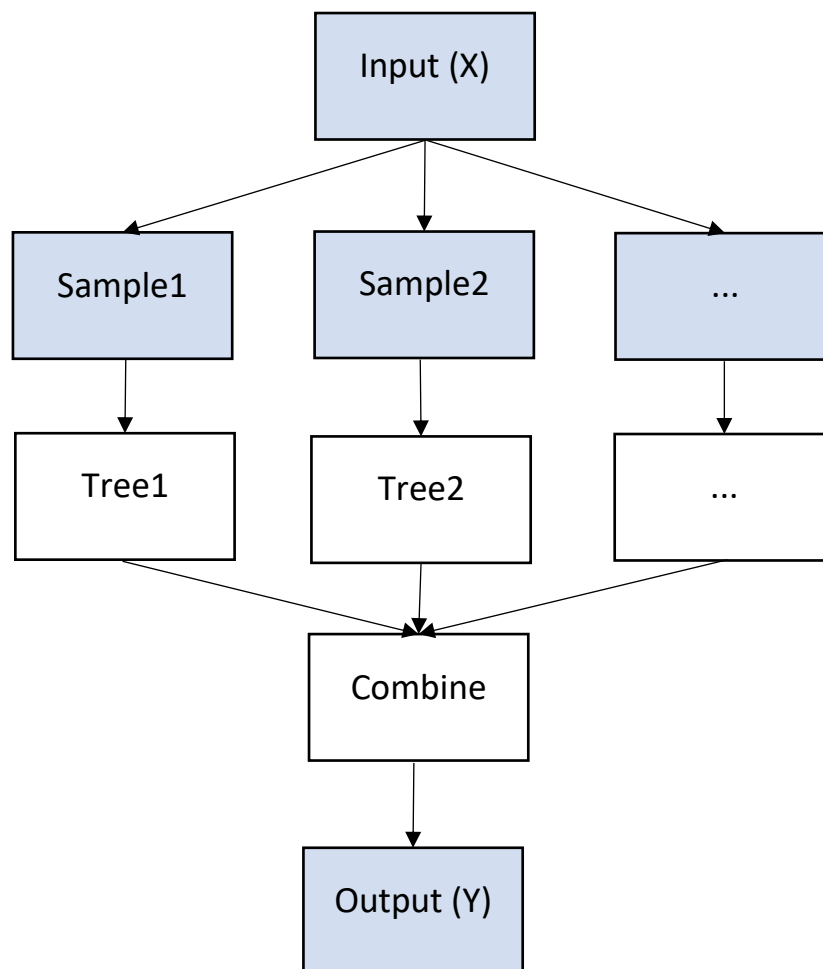 Input (X)
Sample1
Sample2
...
Tree1
Tree2
...
Combine
Output (Y)